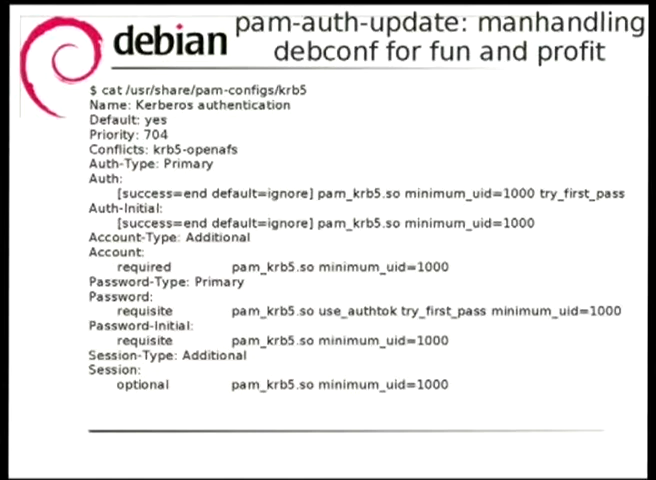 debian
pam-auth-update: manhandling
debconf for fun and profit
$ cat /usr/share/pam-configs/krb5
Name: Kerberos authentication
Default: yes
Priority: 704
Conflicts: krb5-openafs
Auth-Type: Primary
Auth:
[success=end default=ignore] pam_krb5.so minimum_uid=1000 try_first_pass
Auth-Initial:
[success=end default=ignore] pam_krb5.so minimum_uid=1000
Account-Type: Additional
Account:
required pam_krb5.so minimum_uid=1000
Password-Type: Primary
Password:
requisite pam_krb5.so use_authtok try_first_pass minimum_uid=1000
Password-Initial:
requisite pam_krb5.so minimum_uid=1000
Session-Type: Additional
Session:
optional pam_krb5.so minimum_uid=1000